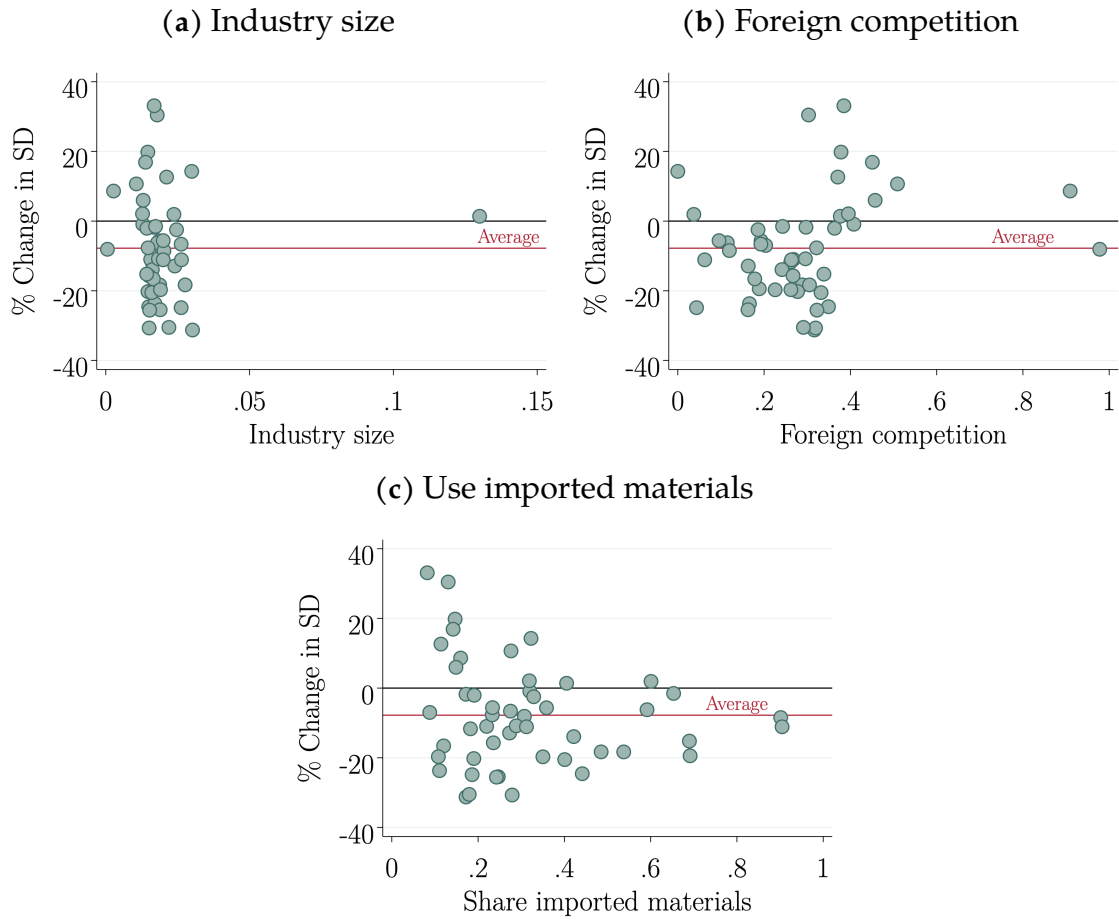 (a) Industry size
% Change in SD
40
20
0
-20
-40
Average
0 .05 .1 .15
Industry size
(b) Foreign competition
% Change in SD
40
20
0
-20
-40
Average
0 .2 .4 .6 .8 1
Foreign competition
(c) Use imported materials
% Change in SD
40
20
0
-20
-40
Average
0 .2 .4 .6 .8 1
Share imported materials